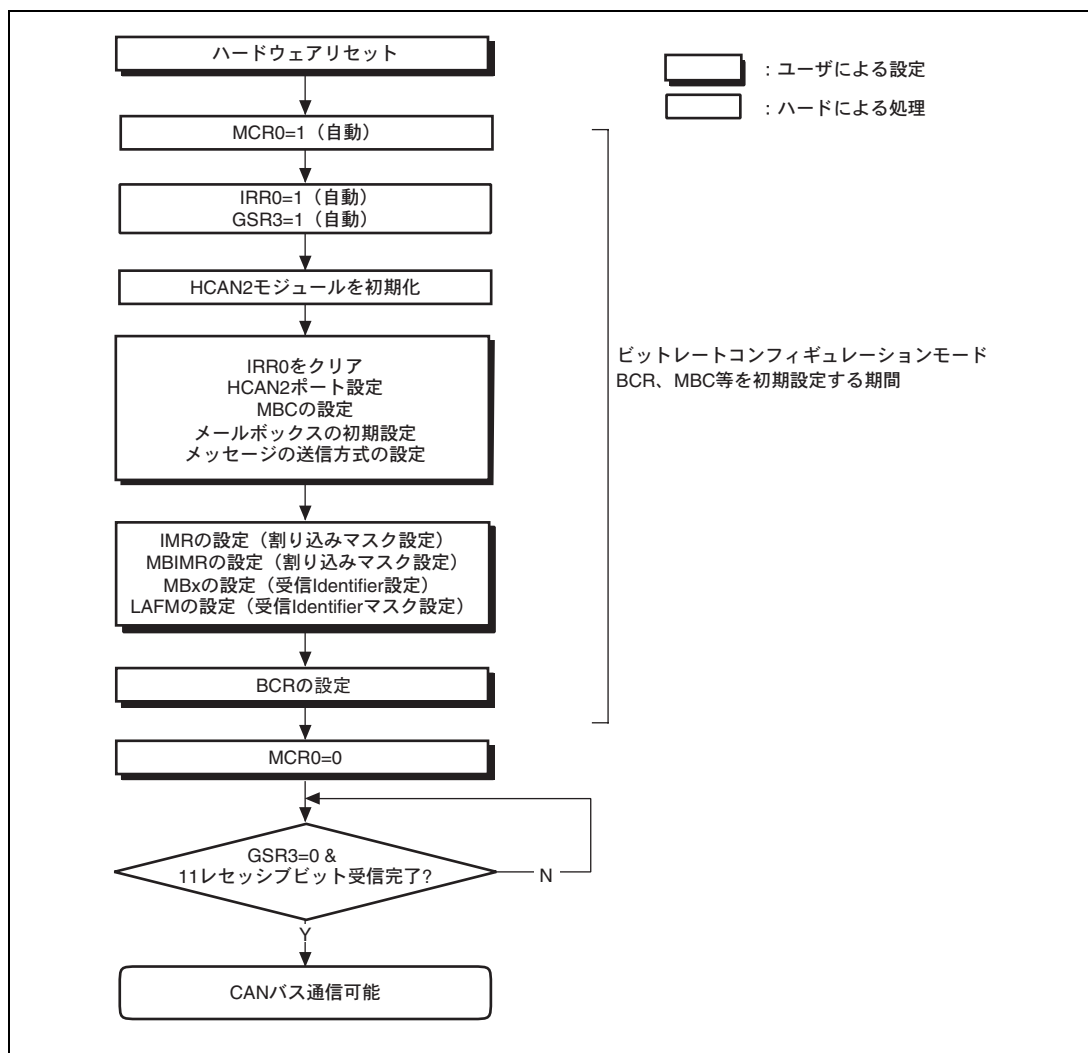 ハードウェアリセット
：ユーザによる設定
：ハードによる処理
MCR0=1（自動）
IRR0=1（自動）
GSR3=1（自動）
HCAN2モジュールを初期化
IRR0をクリア
HCAN2ポート設定
MBCの設定
メールボックスの初期設定
メッセージの送信方式の設定
ビットレートコンフィギュレーションモード
BCR、MBC等を初期設定する期間
IMRの設定（割り込みマスク設定）
MBIMRの設定（割り込みマスク設定）
MBxの設定（受信Identifier設定）
LAFMの設定（受信Identifierマスク設定）
BCRの設定
MCR0=0
GSR3=0 &
11レセッシブビット受信完了?
N
Y
CANバス通信可能